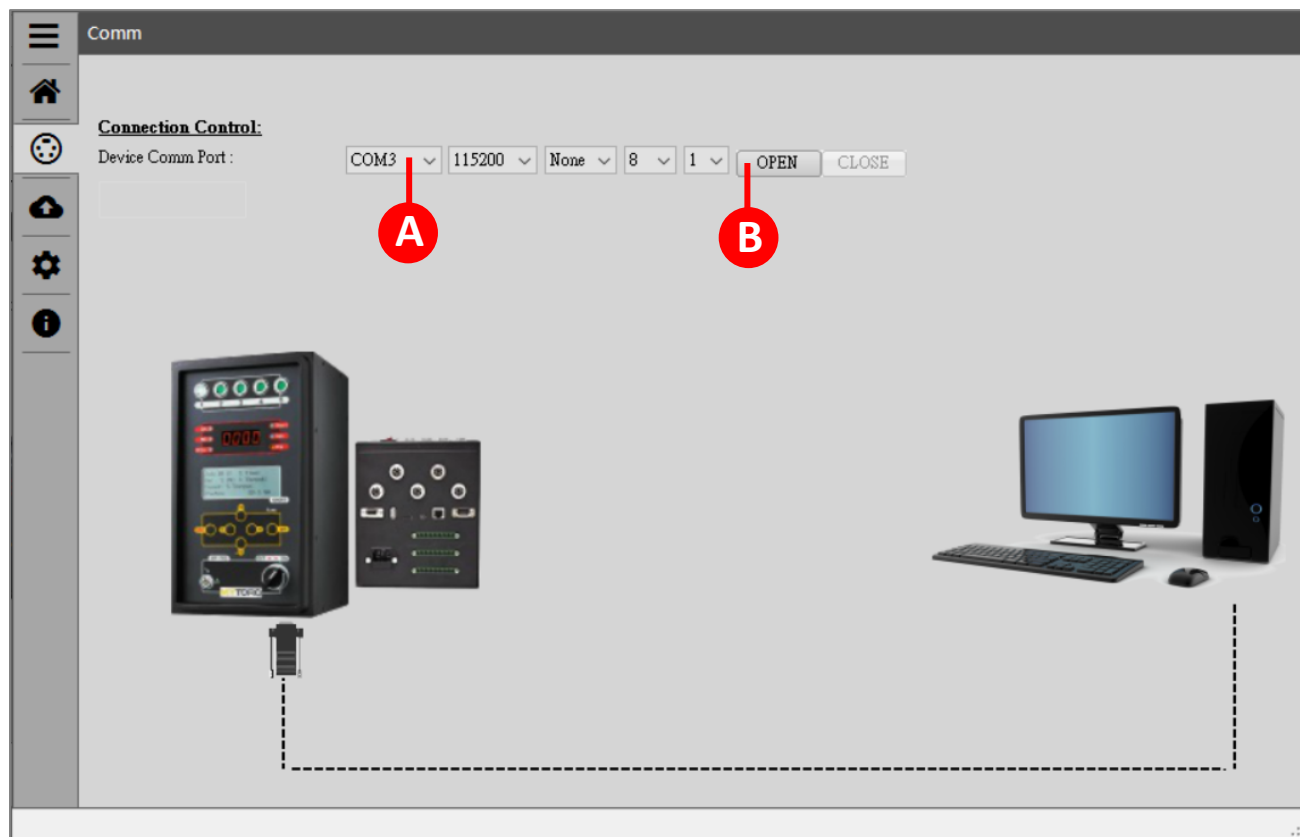 Comm
Connection Control:
Device Comm Port :
COM3 115200 None 8 1 OPEN CLOSE
A B